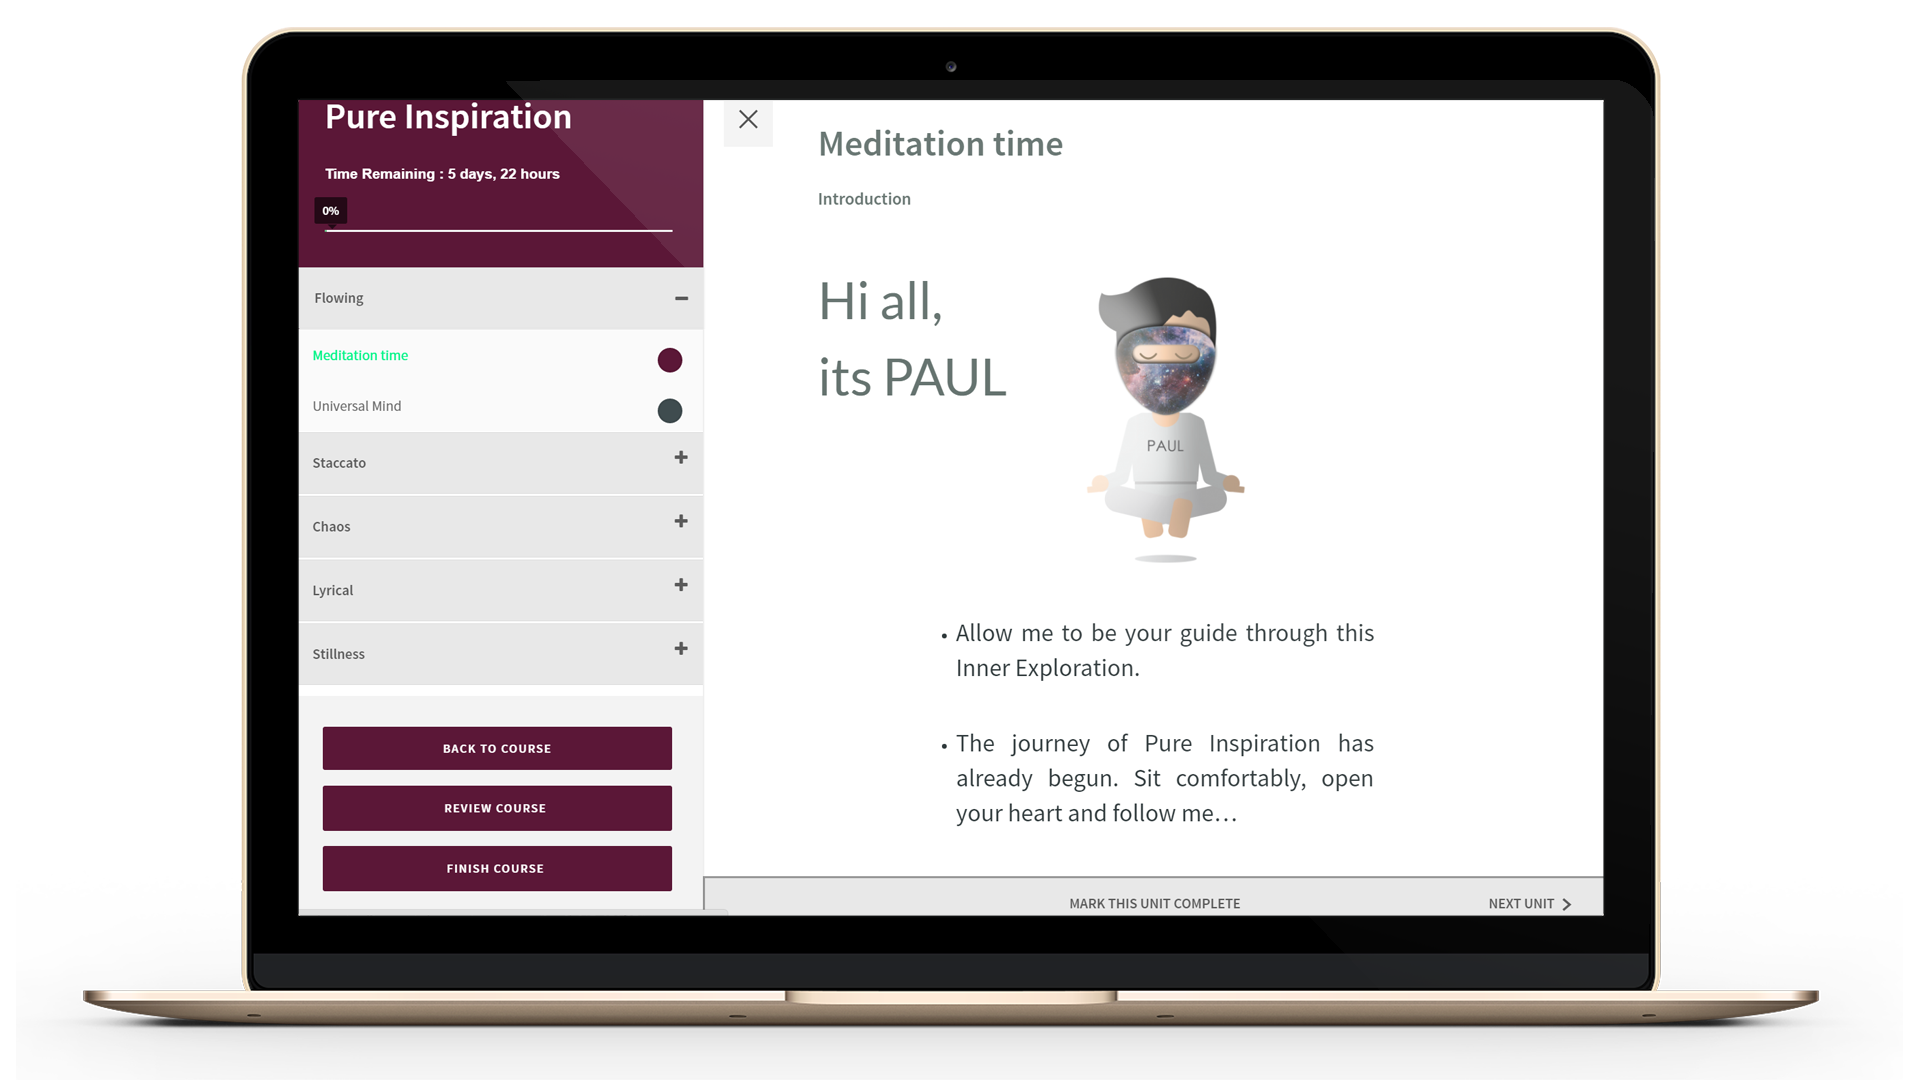 Pure Inspiration
Time Remaining : 5 days, 22 hours
0%
Flowing
Meditation time
Universal Mind
Staccato
Chaos
Lyrical
Stillness
BACK TO COURSE
REVIEW COURSE
FINISH COURSE
Meditation time
Introduction
Hi all,
its PAUL
PAUL
• Allow me to be your guide through this
Inner Exploration.
• The journey of Pure Inspiration has
already begun. Sit comfortably, open
your heart and follow me…
MARK THIS UNIT COMPLETE
NEXT UNIT